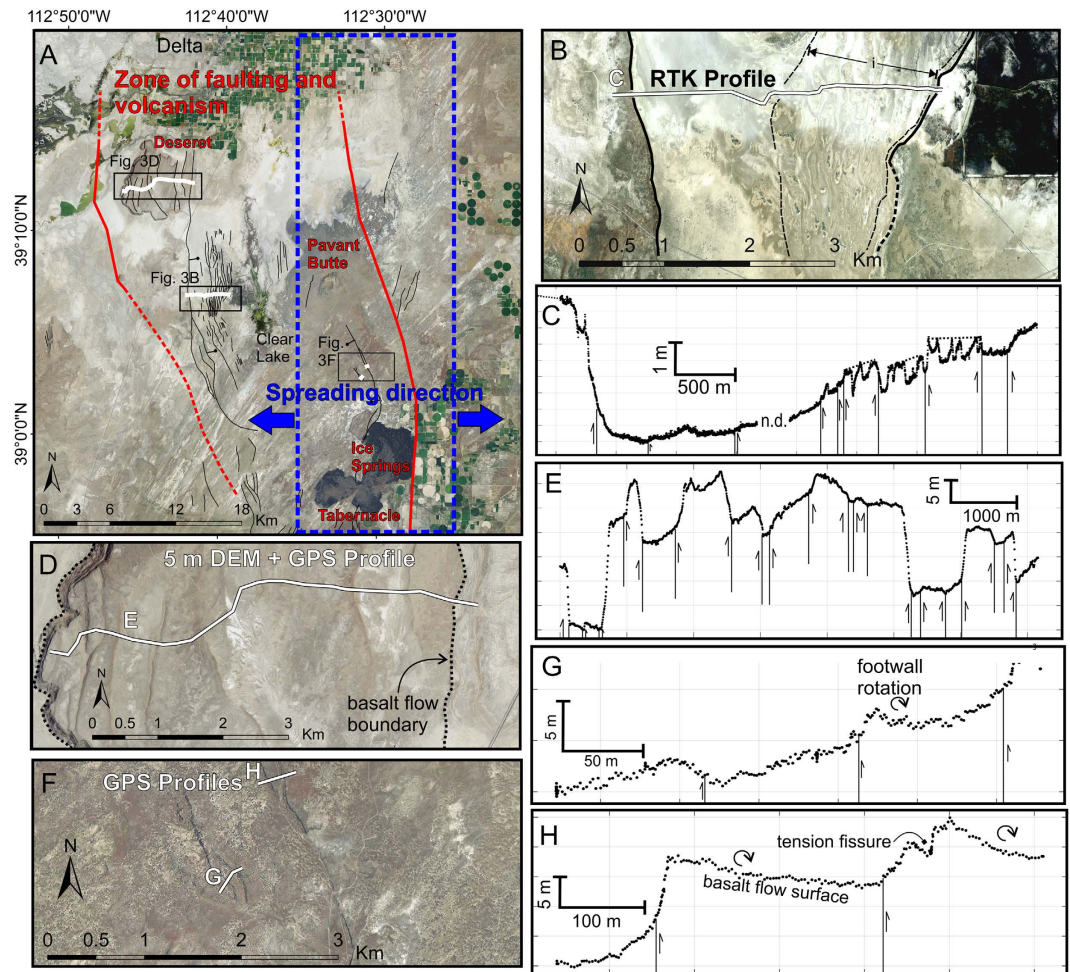 112°50'0"W 112°40'0"W 112°30'0"W
A
Delta
Zone of faulting and
volcanism
Deseret
Fig. 3D
39°10'0"N
Pavant
Butte
Fig. 3B
Clear
Lake
Fig.
3F
Spreading direction
39°0'0"N
Ice
Springs
Tabernacle
N
0 3 6 12 18 Km
B
C
RTK Profile
i
N
0 0.5 1 2 3
Km
C
1 m
500 m
n.d.
D
5 m DEM + GPS Profile
E
N
0 0.5 1 2 3
Km
basalt flow
boundary
E
5 m
1000 m
F
GPS Profiles
H
G
N
0 0.5 1 2 3
Km
G
footwall
rotation
5 m
50 m
H
tension fissure
basalt flow surface
5 m
100 m